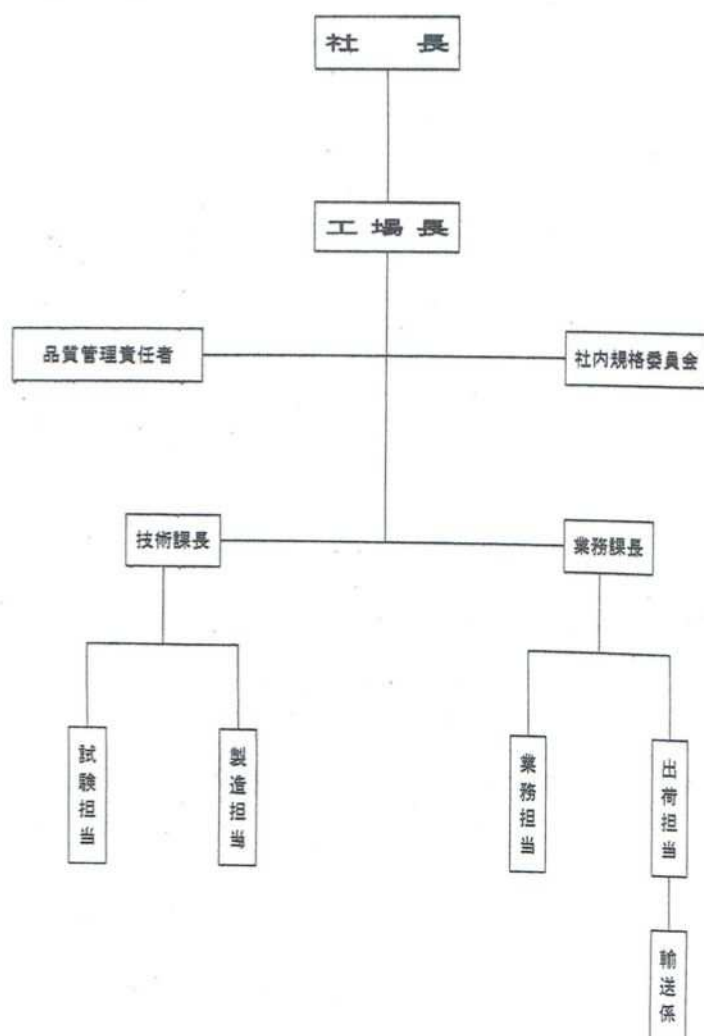 社長
工場長
品質管理責任者
社内規格委員会
技術課長
業務課長
試験担当
製造担当
業務担当
出荷担当
輸送係